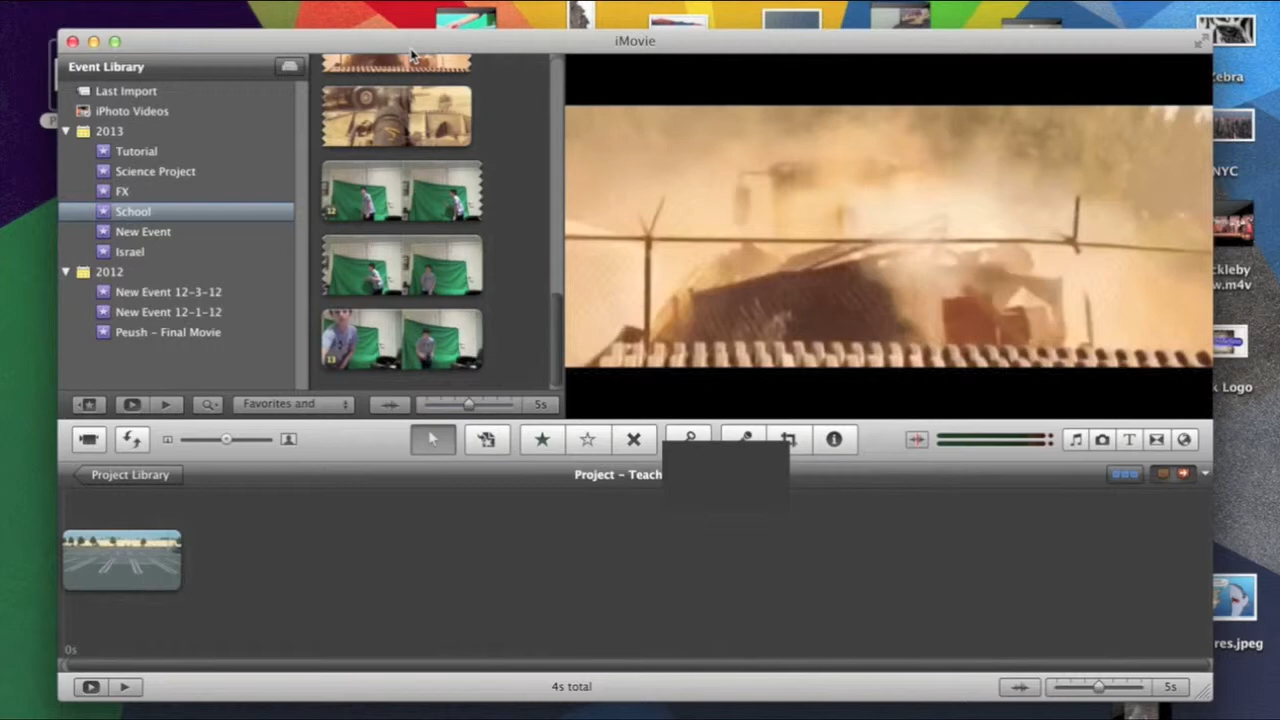 iMovie
Event Library
Last Import
iPhoto Videos
2013
Tutorial
Science Project
FX
School
New Event
Israel
2012
New Event 12-3-12
New Event 12-1-12
Peush - Final Movie
12
13
Favorites and
5s
Project Library
Project - Teach
0s
4s total
5s
Zebra
NYC
ckleby
w.m4v
k Logo
res.jpeg